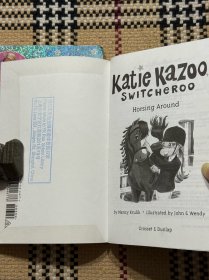 Katie Kazoo,
SWITCHEROO
Horsing Around
by Nancy Krulik • illustrated by John & Wendy
Grosset & Dunlap